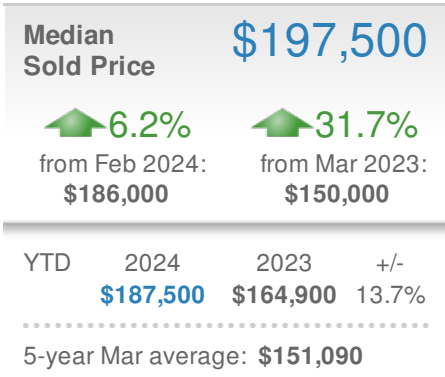 Median $197,500
Sold Price
6.2% 31.7%
from Feb 2024: from Mar 2023:
$186,000 $150,000
YTD 2024 2023 +/-
$187,500 $164,900 13.7%
5-year Mar average: $151,090